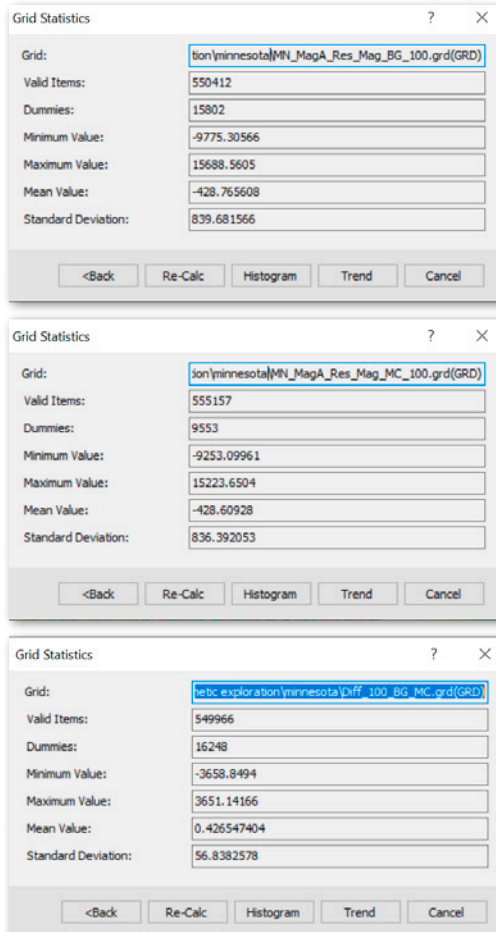 Grid Statistics ? ×
Grid: tion\minnesota\MN_MagA_Res_Mag_BG_100.grd(GRD)
Valid Items: 550412
Dummies: 15802
Minimum Value: -9775.30566
Maximum Value: 15688.5605
Mean Value: -428.765608
Standard Deviation: 839.681566
<Back Re-Calc Histogram Trend Cancel
Grid Statistics ? ×
Grid: tion\minnesota\MN_MagA_Res_Mag_MC_100.grd(GRD)
Valid Items: 555157
Dummies: 9553
Minimum Value: -9253.09961
Maximum Value: 15223.6504
Mean Value: -428.60928
Standard Deviation: 836.392053
<Back Re-Calc Histogram Trend Cancel
Grid Statistics ? ×
Grid: netic exploration\minnesota\Diff_100_BG_MC.grd(GRD)
Valid Items: 549966
Dummies: 16248
Minimum Value: -3658.8494
Maximum Value: 3651.14166
Mean Value: 0.426547404
Standard Deviation: 56.8382578
<Back Re-Calc Histogram Trend Cancel